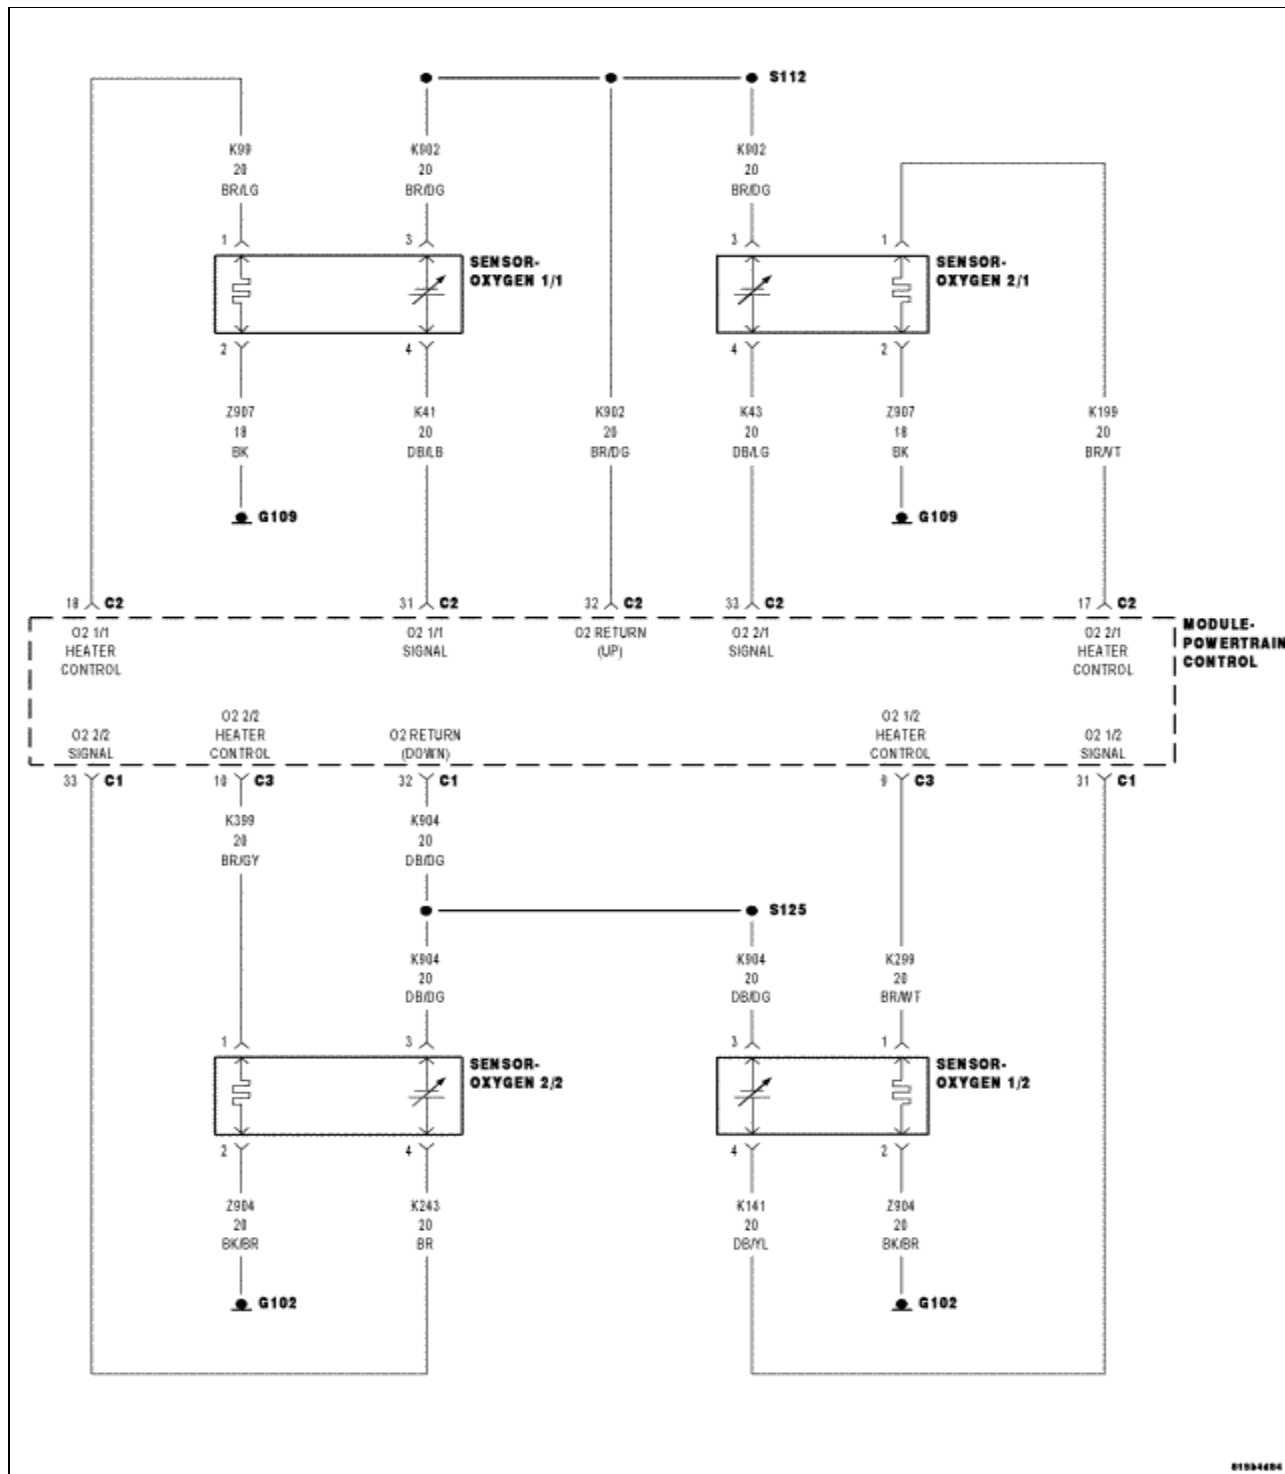 S112
K99
20
BR/LG
K902
20
BR/DG
K902
20
BR/DG
1
3
3
1
SENSOR-
OXYGEN 1/1
SENSOR-
OXYGEN 2/1
2
4
4
2
Z907
18
BK
K41
20
DB/LB
K902
20
BR/DG
K43
20
DB/LG
Z907
18
BK
K199
20
BR/VT
G109
G109
18 C2
31 C2
32 C2
33 C2
17 C2
O2 1/1
HEATER
CONTROL
O2 1/1
SIGNAL
O2 RETURN
(UP)
O2 2/1
SIGNAL
O2 2/1
HEATER
CONTROL
MODULE-
POWERTRAIN
CONTROL
O2 2/2
SIGNAL
O2 2/2
HEATER
CONTROL
O2 RETURN
(DOWN)
O2 1/2
HEATER
CONTROL
O2 1/2
SIGNAL
33 C1
10 C3
32 C1
9 C3
31 C1
K399
20
BR/GY
K904
20
DB/DG
S125
K904
20
DB/DG
K904
20
DB/DG
K299
20
BR/WT
1
3
3
1
SENSOR-
OXYGEN 2/2
SENSOR-
OXYGEN 1/2
2
4
4
2
Z904
20
BK/BR
K243
20
BR
K141
20
DB/YL
Z904
20
BK/BR
G102
G102